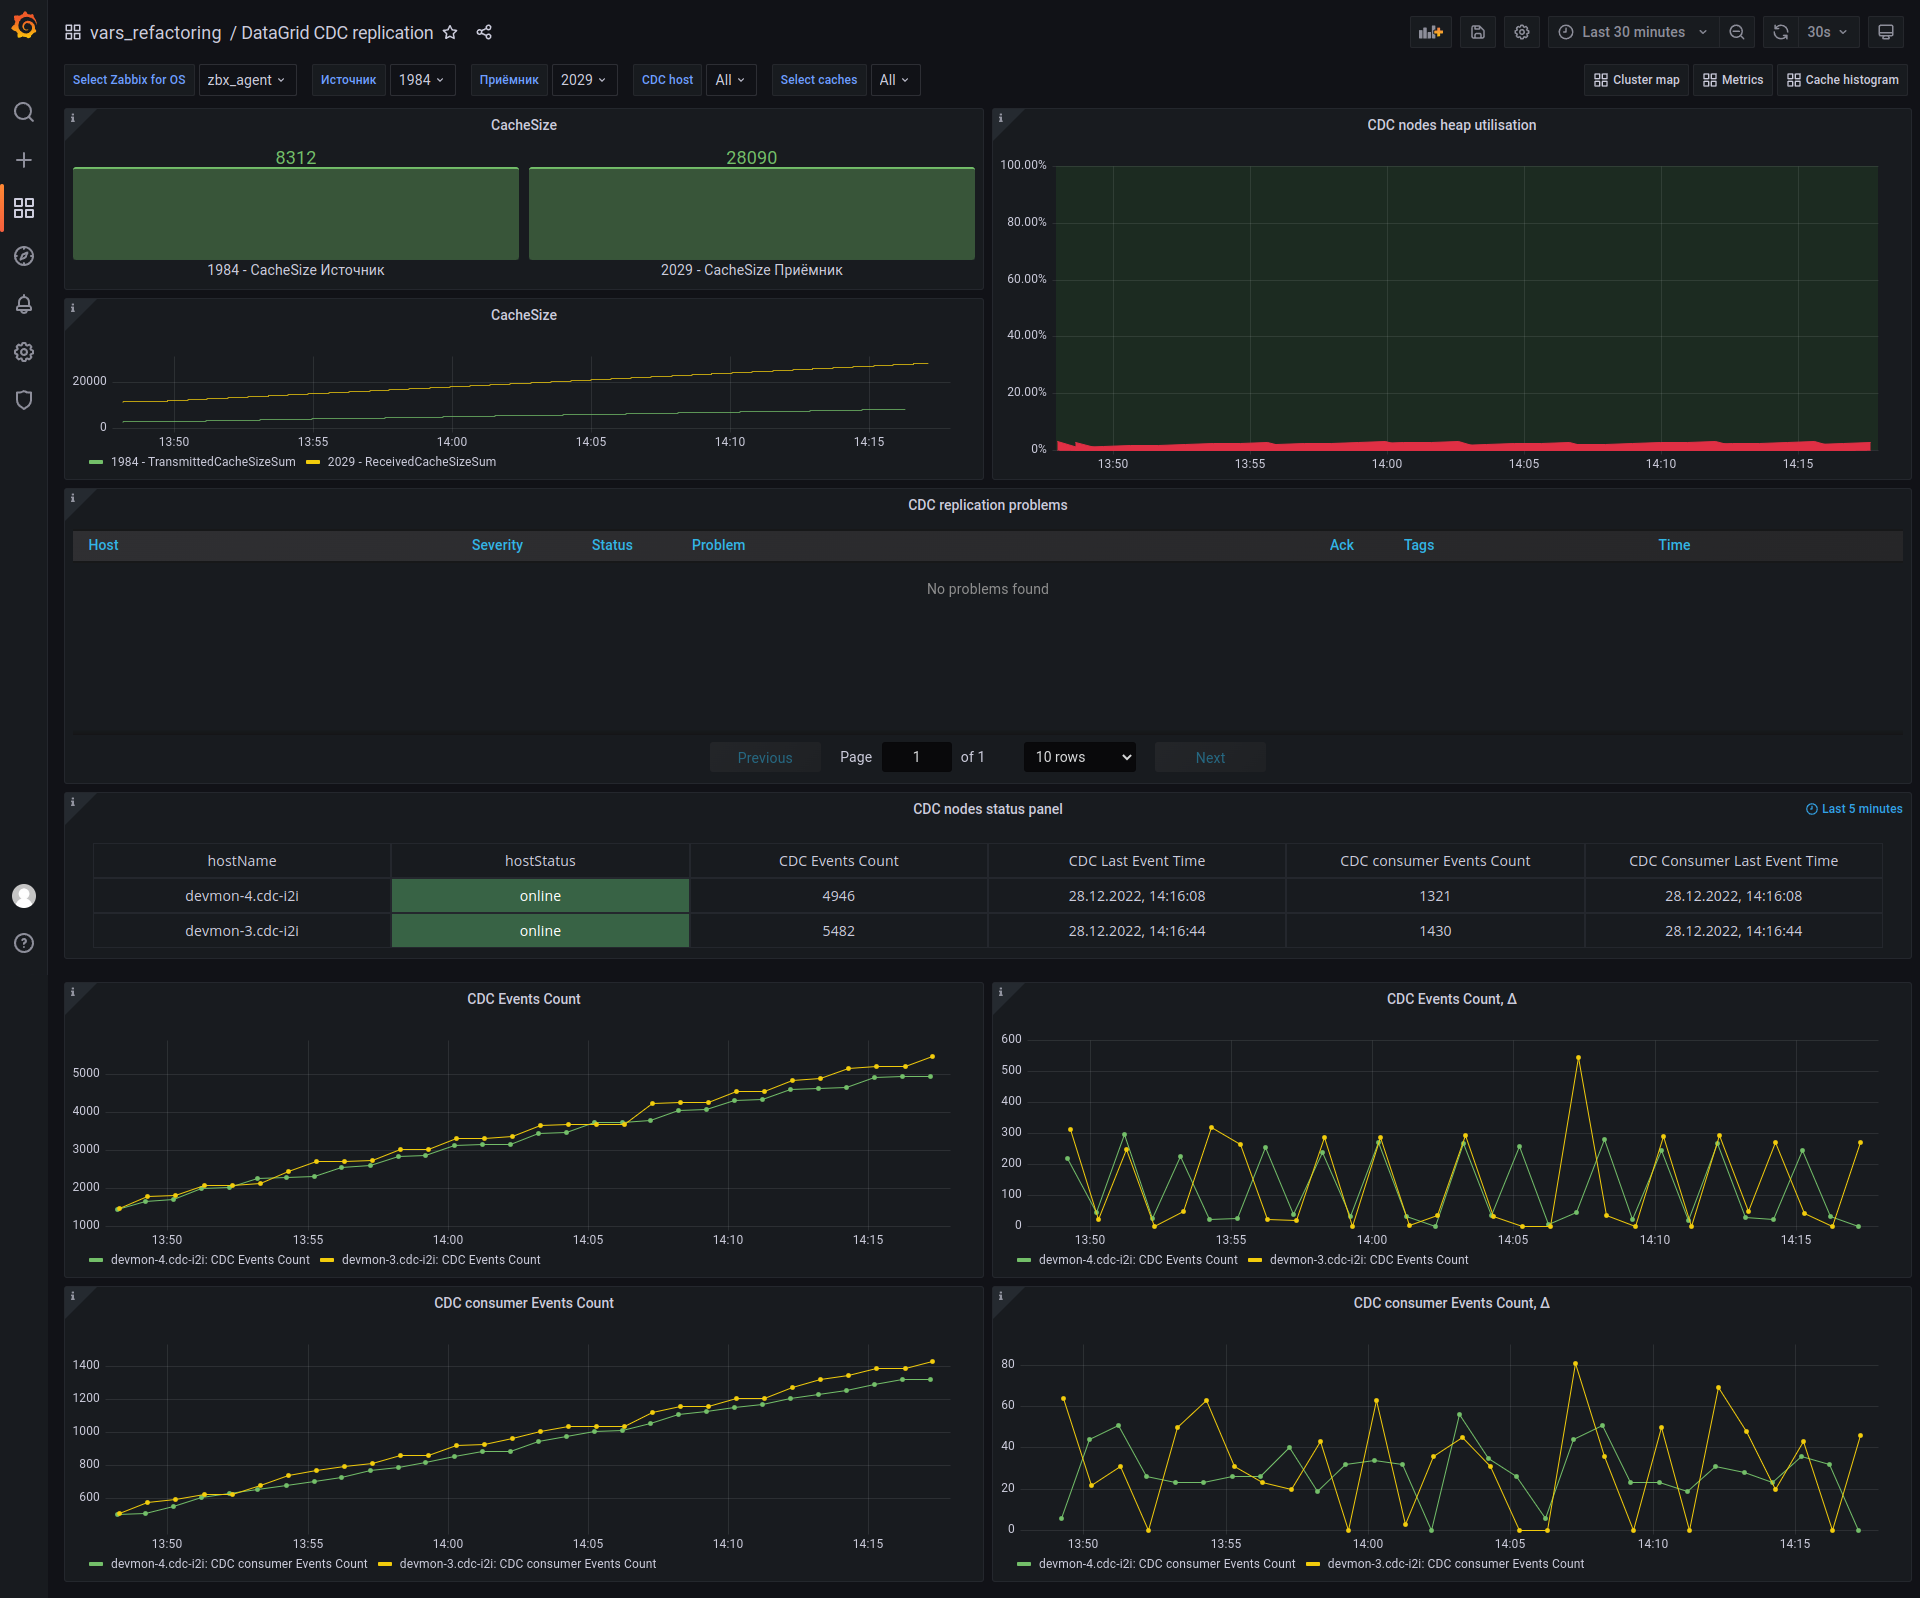 vars_refactoring / DataGrid CDC replication
Last 30 minutes
30s
Select Zabbix for OS zbx_agent Источник 1984 Приёмник 2029 CDC host All Select caches All
Cluster map Metrics Cache histogram
CacheSize
8312 28090
1984 - CacheSize Источник 2029 - CacheSize Приёмник
CDC nodes heap utilisation
100.00%
80.00%
60.00%
40.00%
20.00%
0%
13:50 13:55 14:00 14:05 14:10 14:15
CacheSize
20000
0
13:50 13:55 14:00 14:05 14:10 14:15
1984 - TransmittedCacheSizeSum 2029 - ReceivedCacheSizeSum
CDC replication problems
Host Severity Status Problem Ack Tags Time
No problems found
Previous Page 1 of 1 10 rows Next
CDC nodes status panel
Last 5 minutes
hostName hostStatus CDC Events Count CDC Last Event TIme CDC consumer Events Count CDC Consumer Last Event Time
devmon-4.cdc-i2i online 4946 28.12.2022, 14:16:08 1321 28.12.2022, 14:16:08
devmon-3.cdc-i2i online 5482 28.12.2022, 14:16:44 1430 28.12.2022, 14:16:44
CDC Events Count
5000
4000
3000
2000
1000
13:50 13:55 14:00 14:05 14:10 14:15
devmon-4.cdc-i2i: CDC Events Count devmon-3.cdc-i2i: CDC Events Count
CDC Events Count, Δ
600
500
400
300
200
100
0
13:50 13:55 14:00 14:05 14:10 14:15
devmon-4.cdc-i2i: CDC Events Count devmon-3.cdc-i2i: CDC Events Count
CDC consumer Events Count
1400
1200
1000
800
600
13:50 13:55 14:00 14:05 14:10 14:15
devmon-4.cdc-i2i: CDC consumer Events Count devmon-3.cdc-i2i: CDC consumer Events Count
CDC consumer Events Count, Δ
80
60
40
20
0
13:50 13:55 14:00 14:05 14:10 14:15
devmon-4.cdc-i2i: CDC consumer Events Count devmon-3.cdc-i2i: CDC consumer Events Count